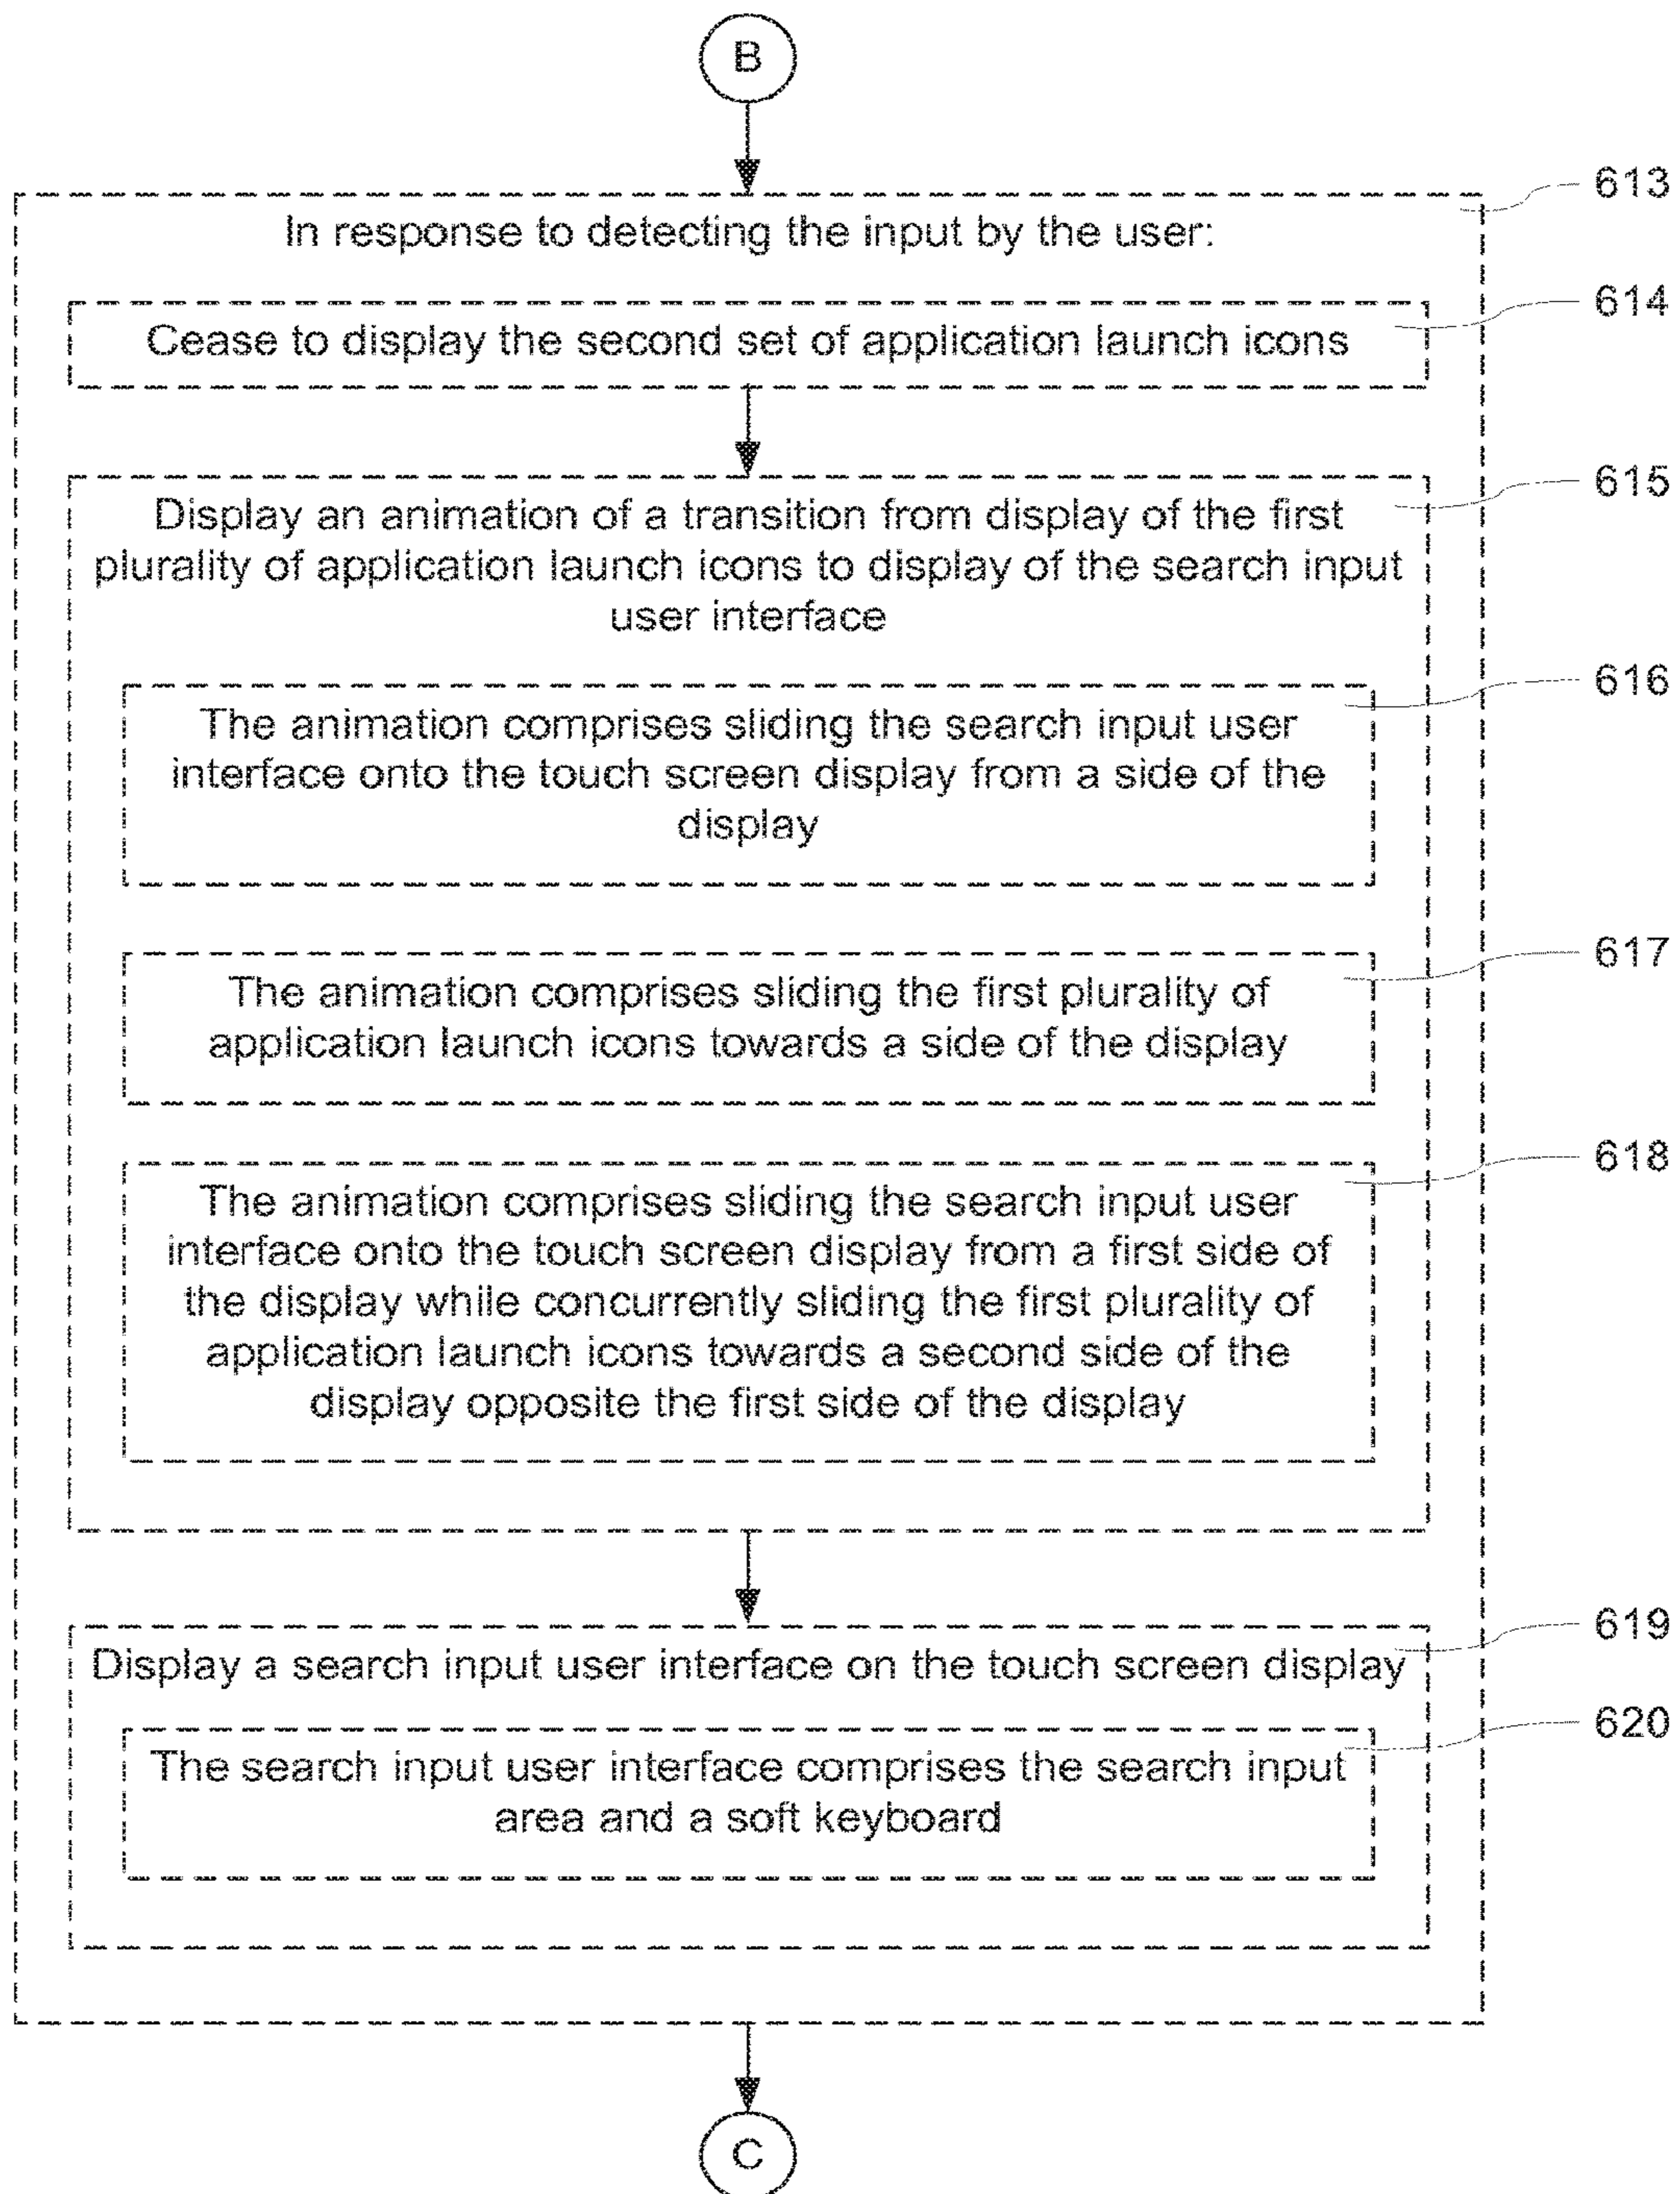 B
613
In response to detecting the input by the user:
614
Cease to display the second set of application launch icons
615
Display an animation of a transition from display of the first
plurality of application launch icons to display of the search input
user interface
616
The animation comprises sliding the search input user
interface onto the touch screen display from a side of the
display
617
The animation comprises sliding the first plurality of
application launch icons towards a side of the display
618
The animation comprises sliding the search input user
interface onto the touch screen display from a first side of
the display while concurrently sliding the first plurality of
application launch icons towards a second side of the
display opposite the first side of the display
619
Display a search input user interface on the touch screen display
620
The search input user interface comprises the search input
area and a soft keyboard
C